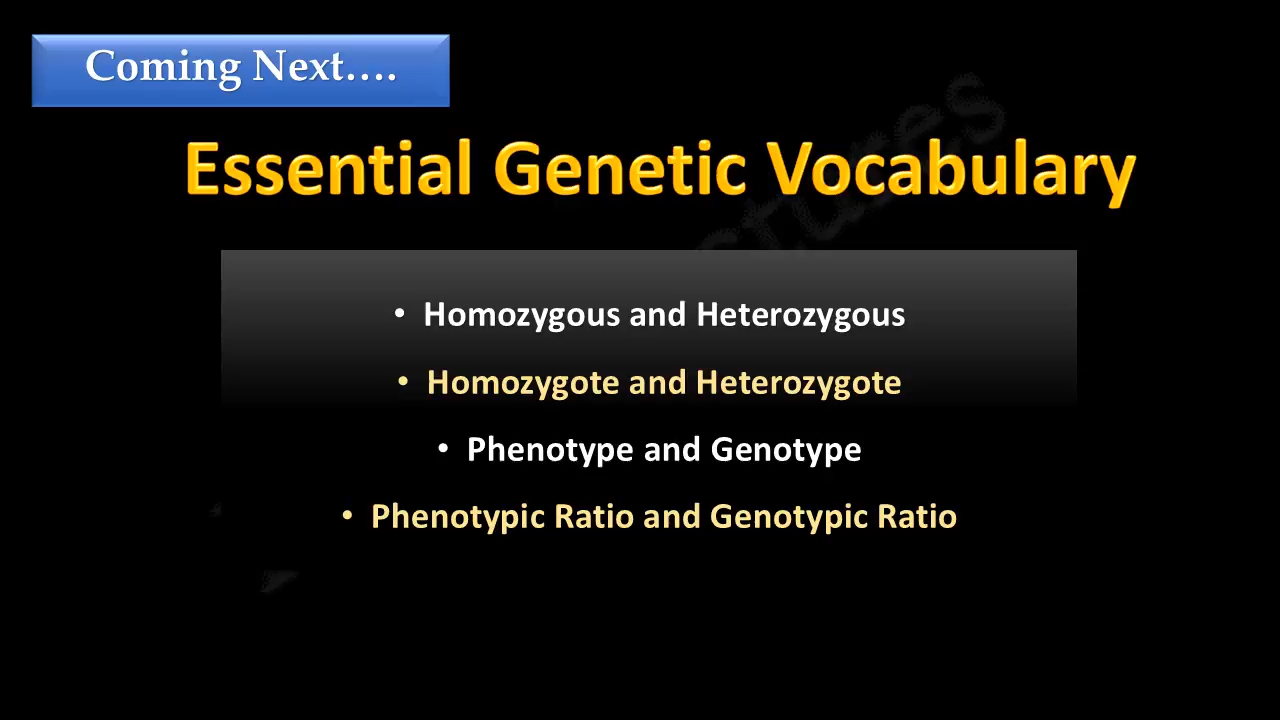 Coming Next….
Essential Genetic Vocabulary
• Homozygous and Heterozygous
• Homozygote and Heterozygote
• Phenotype and Genotype
• Phenotypic Ratio and Genotypic Ratio